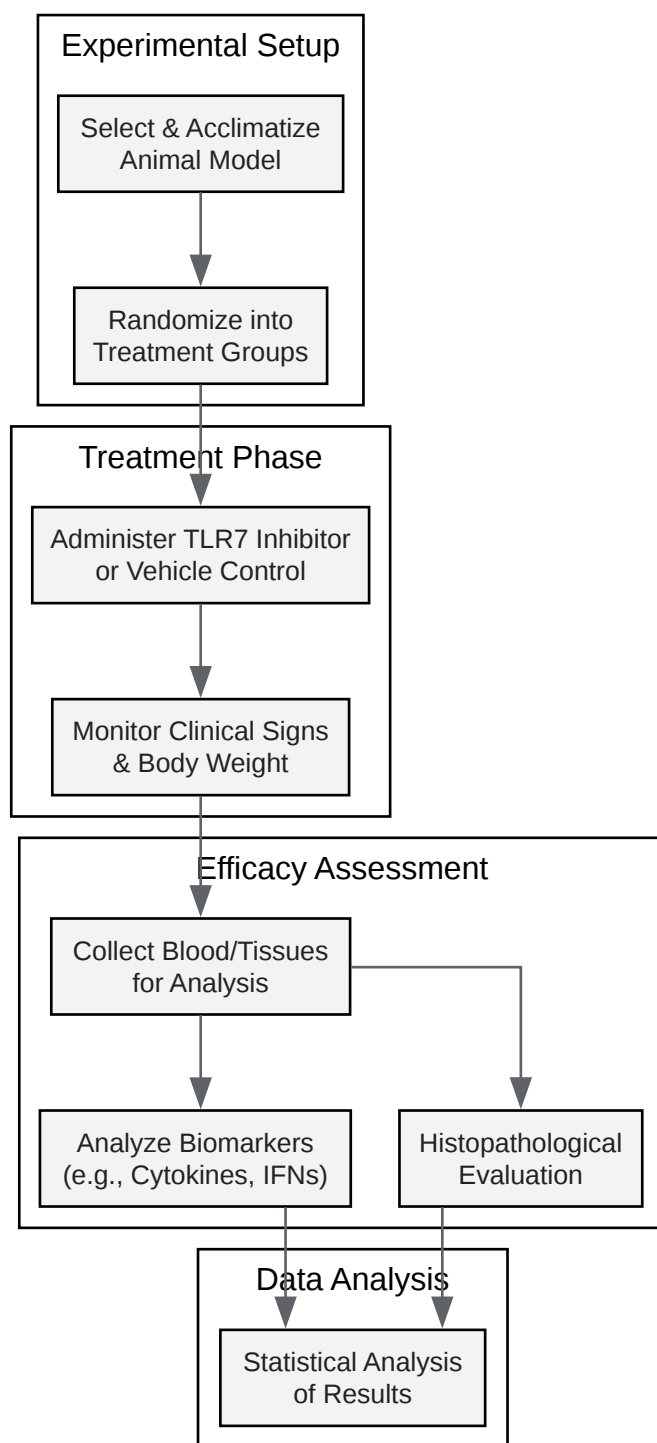 Experimental Setup
Select & Acclimatize
Animal Model
Randomize into
Treatment Groups
Treatment Phase
Administer TLR7 Inhibitor
or Vehicle Control
Monitor Clinical Signs
& Body Weight
Efficacy Assessment
Collect Blood/Tissues
for Analysis
Analyze Biomarkers
(e.g., Cytokines, IFNs)
Histopathological
Evaluation
Data Analysis
Statistical Analysis
of Results